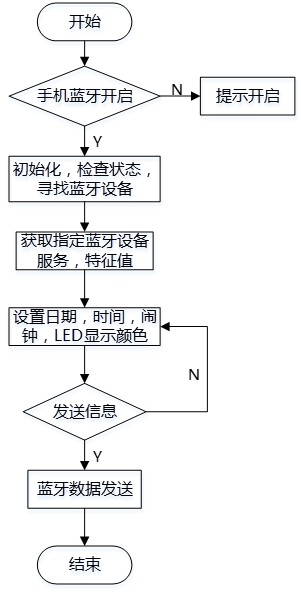 开始
手机蓝牙开启
N
提示开启
Y
初始化，检查状态，
寻找蓝牙设备
获取指定蓝牙设备
服务，特征值
设置日期，时间，闹
钟，LED显示颜色
N
发送信息
Y
蓝牙数据发送
结束